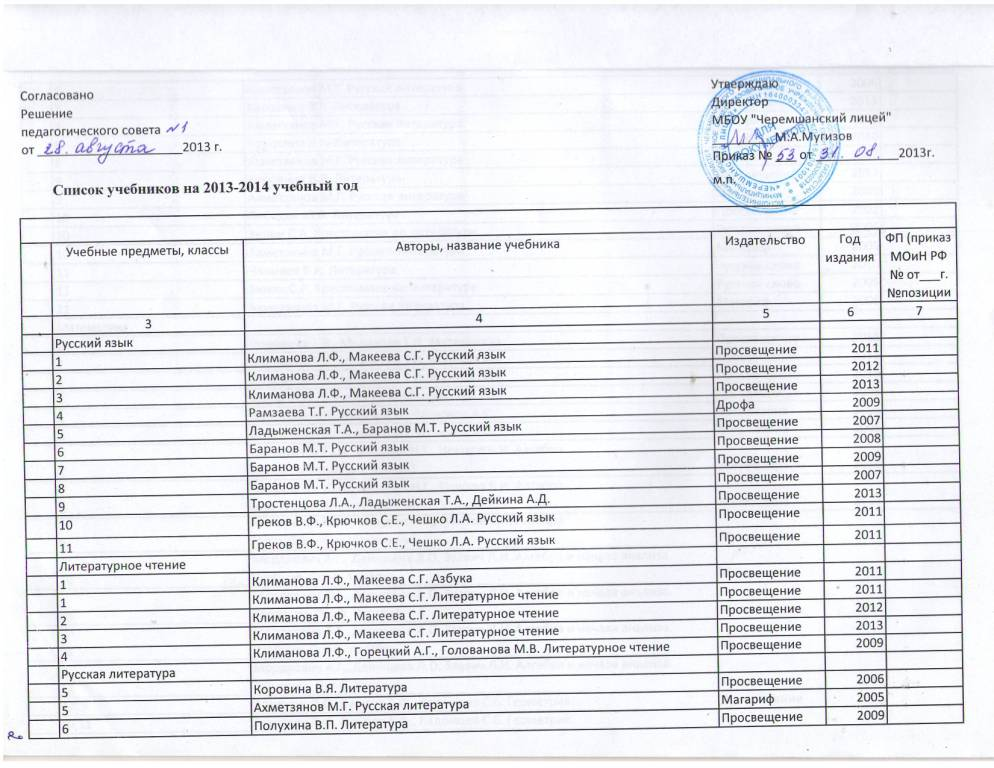 Согласовано
Решение
педагогического совета №1
от 28. августа 2013 г.
Утверждаю
Директор
МБОУ "Черемшанский лицей"
М.А.Мугизов
Приказ № 53 от 31. 08. 2013г.
м.п.
ДЛЯ ДОКУМЕНТОВ
Список учебников на 2013-2014 учебный год
Учебные предметы, классы Авторы, название учебника Издательство Год издания ФП (приказ МОиН РФ № от___г. №позиции
3 4 5 6 7
Русский язык
1 Климанова Л.Ф., Макеева С.Г. Русский язык Просвещение 2011
2 Климанова Л.Ф., Макеева С.Г. Русский язык Просвещение 2012
3 Климанова Л.Ф., Макеева С.Г. Русский язык Просвещение 2013
4 Рамзаева Т.Г. Русский язык Дрофа 2009
5 Ладыженская Т.А., Баранов М.Т. Русский язык Просвещение 2007
6 Баранов М.Т. Русский язык Просвещение 2008
7 Баранов М.Т. Русский язык Просвещение 2009
8 Баранов М.Т. Русский язык Просвещение 2007
9 Тростенцова Л.А., Ладыженская Т.А., Дейкина А.Д. Просвещение 2013
10 Греков В.Ф., Крючков С.Е., Чешко Л.А. Русский язык Просвещение 2011
11 Греков В.Ф., Крючков С.Е., Чешко Л.А. Русский язык Просвещение 2011
Литературное чтение
1 Климанова Л.Ф., Макеева С.Г. Азбука Просвещение 2011
1 Климанова Л.Ф., Макеева С.Г. Литературное чтение Просвещение 2011
2 Климанова Л.Ф., Макеева С.Г. Литературное чтение Просвещение 2012
3 Климанова Л.Ф., Макеева С.Г. Литературное чтение Просвещение 2013
4 Климанова Л.Ф., Горецкий А.Г., Голованова М.В. Литературное чтение Просвещение 2009
Русская литература
5 Коровина В.Я. Литература Просвещение 2006
5 Ахметзянов М.Г. Русская литература Магариф 2005
6 Полухина В.П. Литература Просвещение 2009